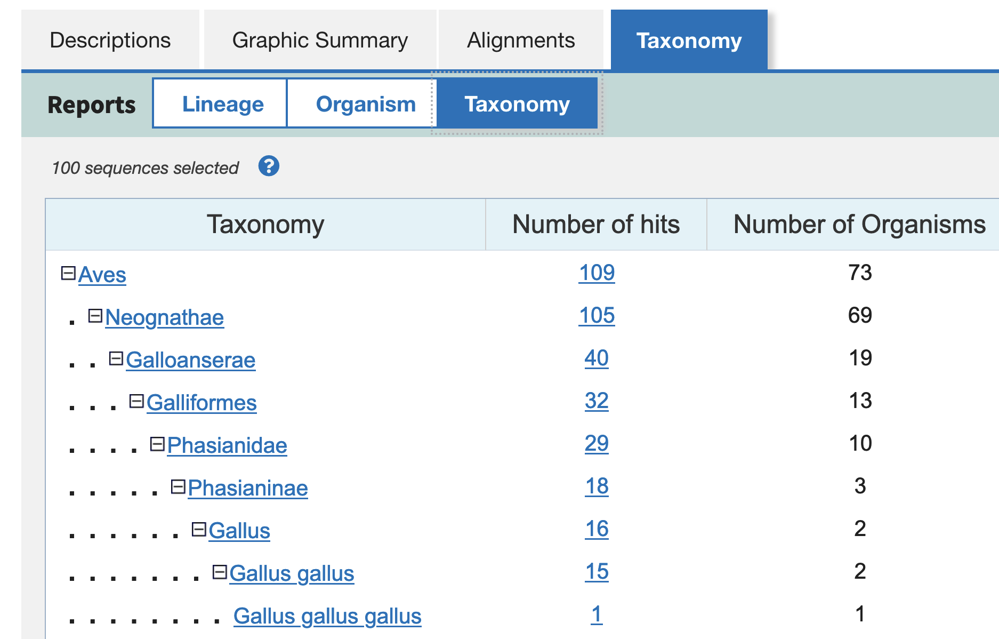 Descriptions Graphic Summary Alignments Taxonomy
Reports Lineage Organism Taxonomy
100 sequences selected ?
Taxonomy Number of hits Number of Organisms
Aves 109 73
. Neognathae 105 69
. . Galloanserae 40 19
. . . Galliformes 32 13
. . . . Phasianidae 29 10
. . . . . Phasianinae 18 3
. . . . . . Gallus 16 2
. . . . . . . Gallus gallus 15 2
. . . . . . . . Gallus gallus gallus 1 1